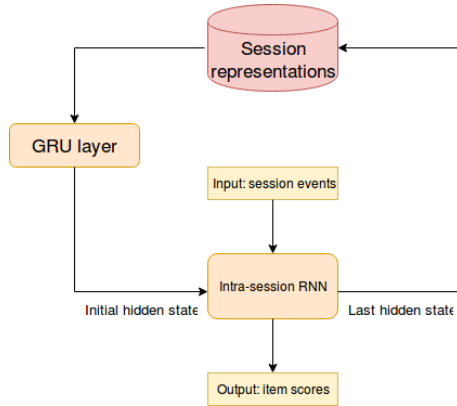 Session
representations
GRU layer
Input: session events
Intra-session RNN
Initial hidden state
Last hidden state
Output: item scores